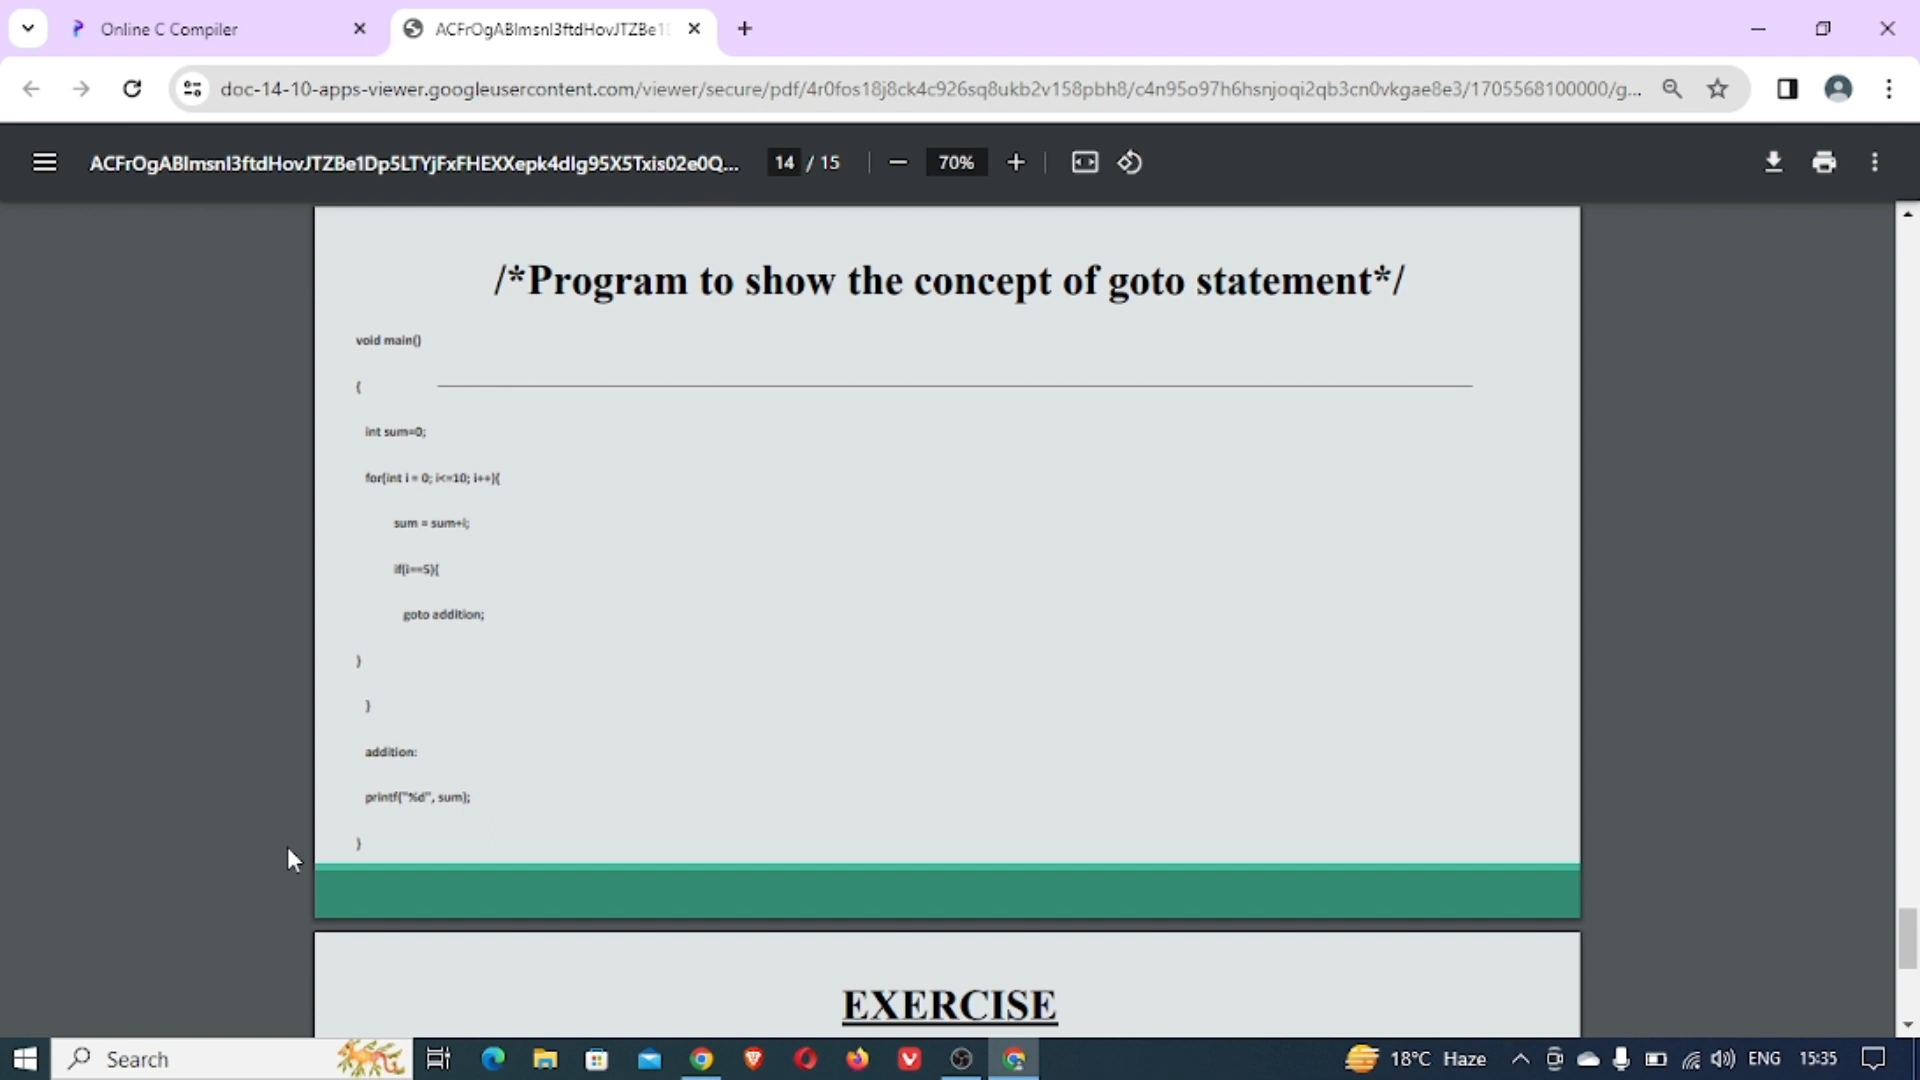 Online C Compiler
ACFrOgABlmsnI3ftdHovJTZBe1
doc-14-10-apps-viewer.googleusercontent.com/viewer/secure/pdf/4r0fos18j8ck4c926sq8ukb2v158pbh8/c4n95o97h6hsnjoqi2qb3cn0vkgae8e3/1705568100000/g...
ACFrOgABlmsnI3ftdHovJTZBe1Dp5LTYjFxFHEXXepk4dIg95X5Txis02e0Q...
14 / 15
70%
/*Program to show the concept of goto statement*/
void main()
{
int sum=0;
for(int i = 0; i<=10; i++){
sum = sum+i;
if(i==5){
goto addition;
}
}
addition:
printf("%d", sum);
}
EXERCISE
Search
18°C Haze
ENG
15:35